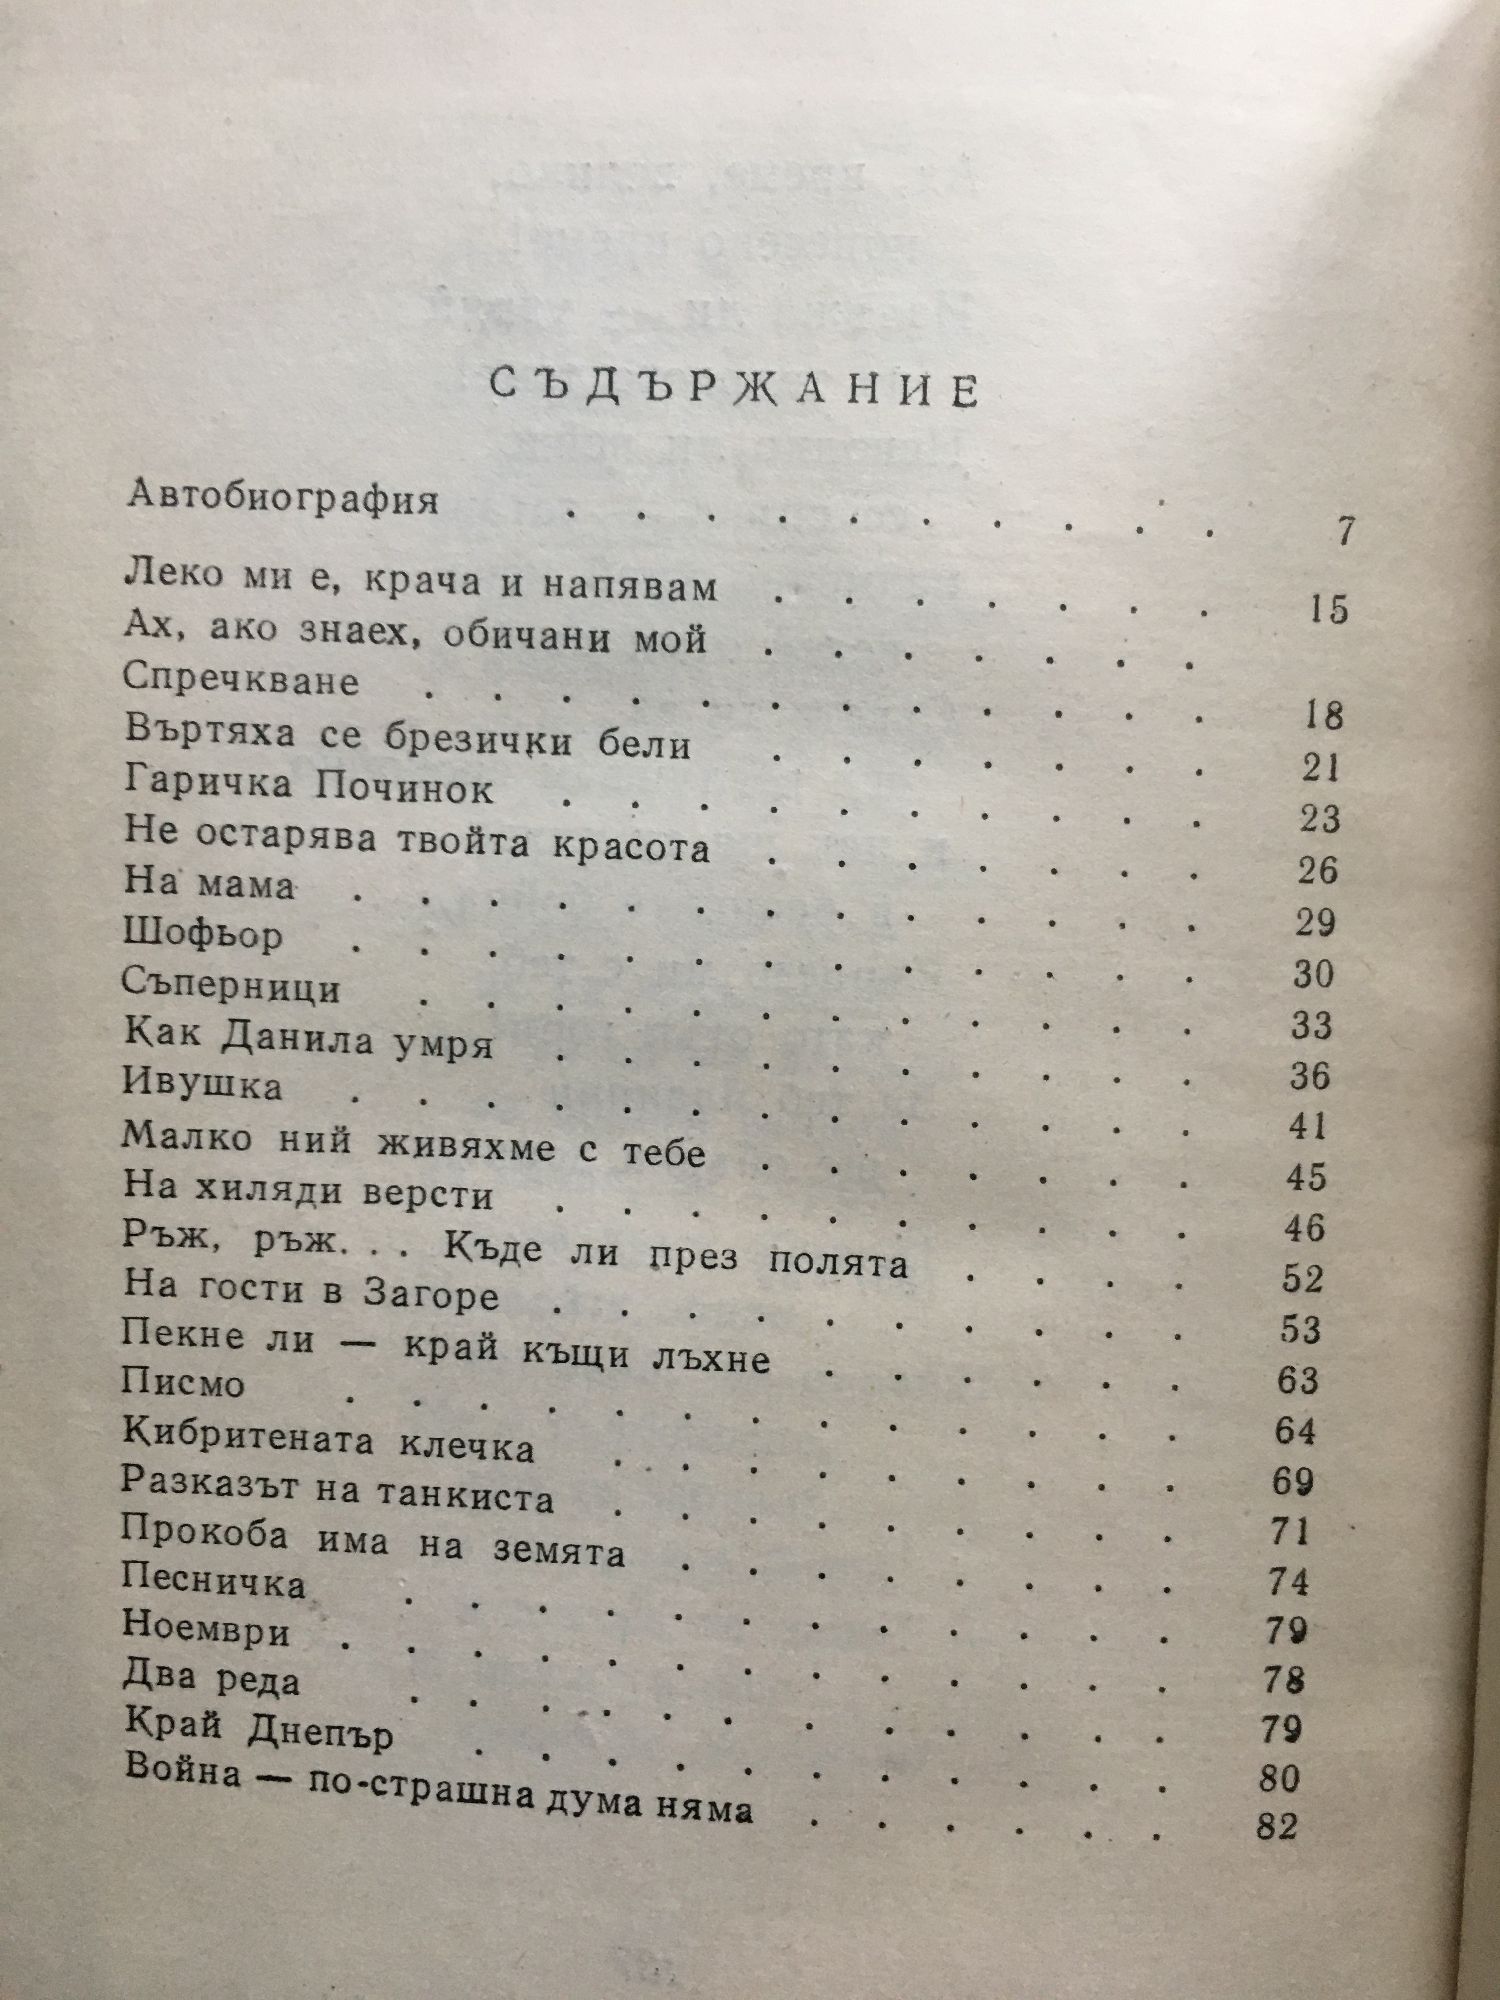 СЪДЪРЖАНИЕ
Автобиография . . . . . . . . . . 7
Леко ми е, крача и напявам . . . . . . . 15
Ах, ако знаех, обичани мой . . . . . . .
Спречкване . . . . . . . . . . . . 18
Въртяха се брезички бели . . . . . . . 21
Гаричка Починок . . . . . . . . . . 23
Не остарява твойта красота . . . . . . . 26
На мама . . . . . . . . . . . . . 29
Шофьор . . . . . . . . . . . . . 30
Съперници . . . . . . . . . . . . 33
Как Данила умря . . . . . . . . . . 36
Ивушка . . . . . . . . . . . . . 41
Малко ний живяхме с тебе . . . . . . . 45
На хиляди версти . . . . . . . . . . 46
Ръж, ръж. . . Къде ли през полята . . . . 52
На гости в Загоре . . . . . . . . . . 53
Пекне ли — край къщи лъхне . . . . . . 63
Писмо . . . . . . . . . . . . . 64
Кибритената клечка . . . . . . . . . 69
Разказът на танкиста . . . . . . . . . 71
Прокоба има на земята . . . . . . . . 74
Песничка . . . . . . . . . . . . 79
Ноември . . . . . . . . . . . . . 78
Два реда . . . . . . . . . . . . 79
Край Днепър . . . . . . . . . . . 80
Война — по-страшна дума няма . . . . . . 82